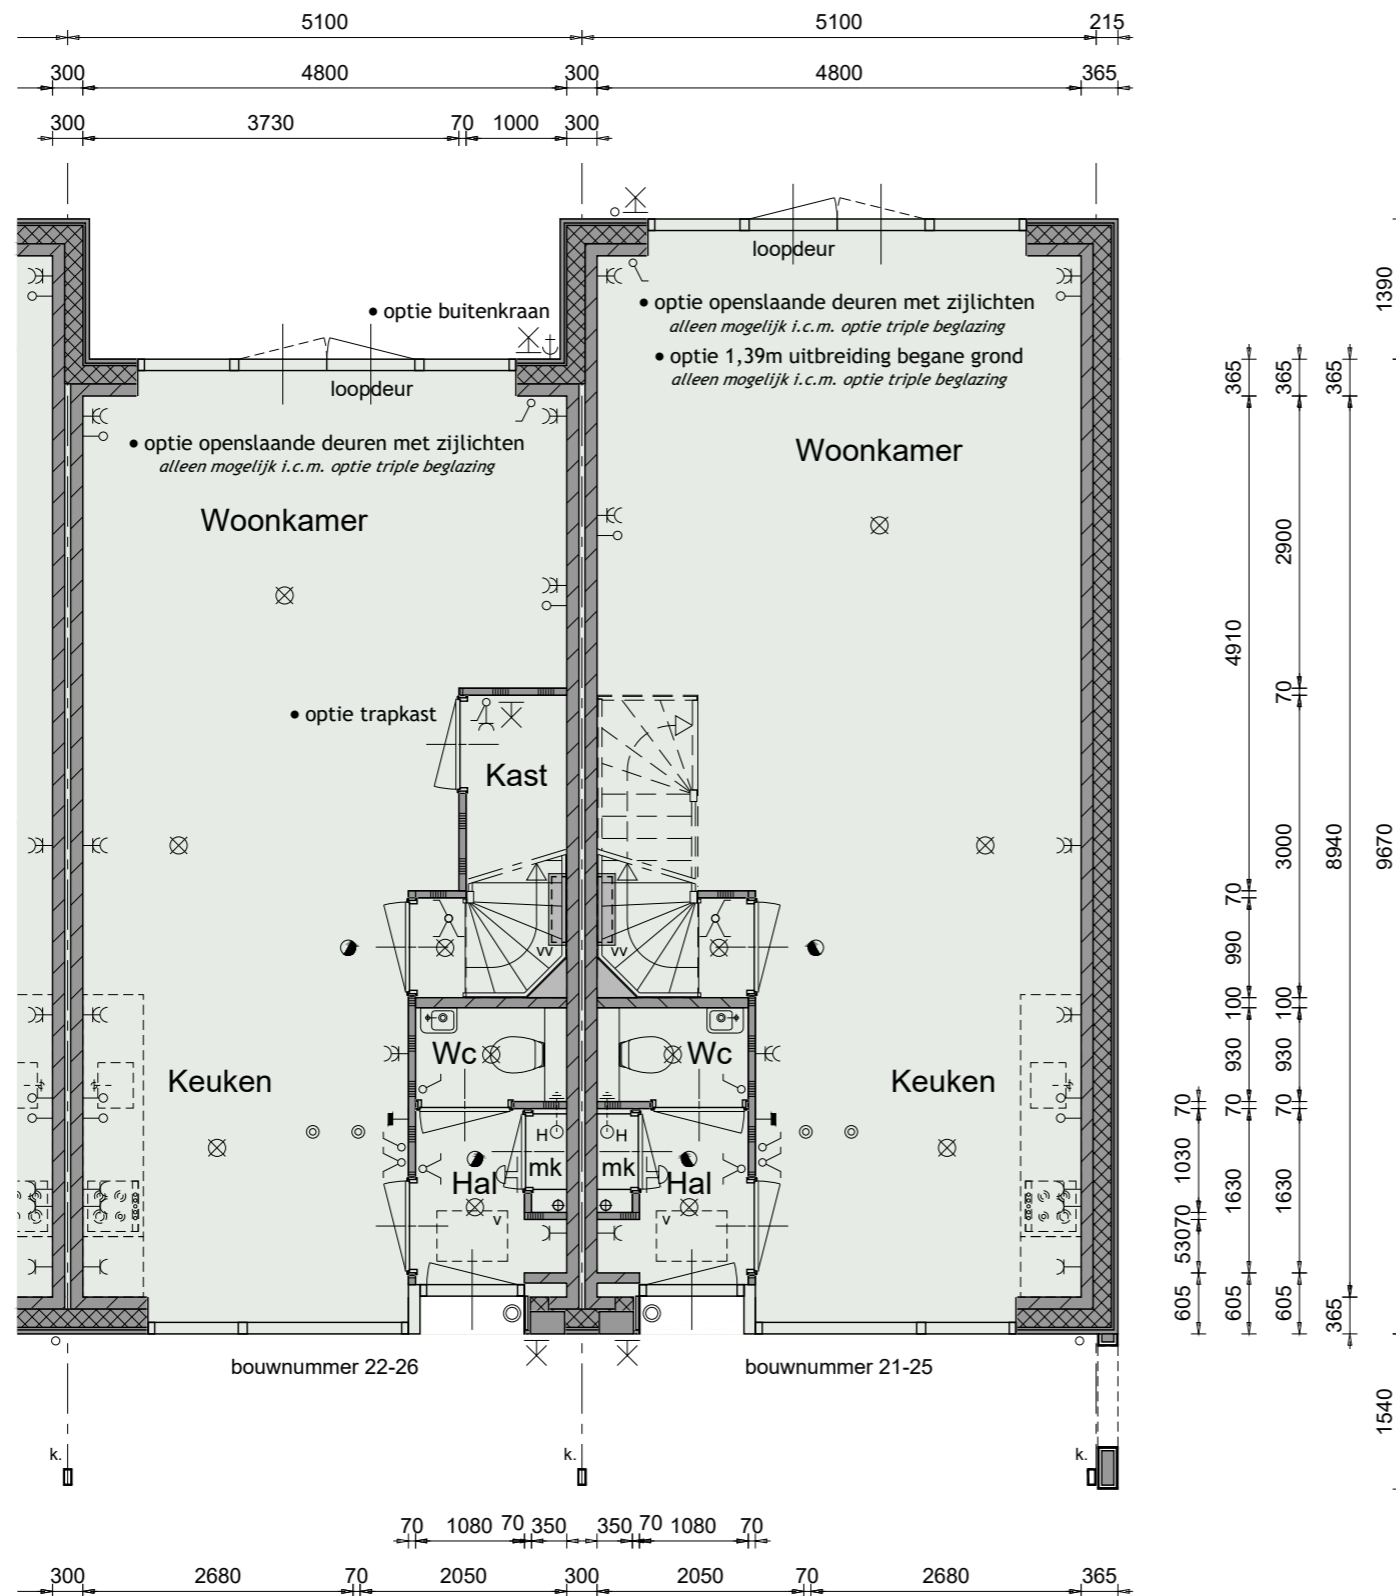 5100 5100 215
300 4800 300 4800 365
300 3730 70 1000 300
loopdeur
• optie buitenkraan
• optie openslaande deuren met zijlichten
alleen mogelijk i.c.m. optie triple beglazing
• optie 1,39m uitbreiding begane grond
alleen mogelijk i.c.m. optie triple beglazing
loopdeur
• optie openslaande deuren met zijlichten
alleen mogelijk i.c.m. optie triple beglazing
Woonkamer
Woonkamer
• optie trapkast
Kast
vv vv
Wc Wc
Keuken Keuken
H H
mk mk
Hal Hal
v v
bouwnummer 22-26 bouwnummer 21-25
k. k. k.
70 1080 70 350 350 70 1080 70
300 2680 70 2050 300 2050 70 2680 365
70 1030 70 530 605
365 4910 70 990 100 930 70 1630 605
365 2900 70 3000 100 930 70 1630 605
365 8940 365
1390 9670 1540